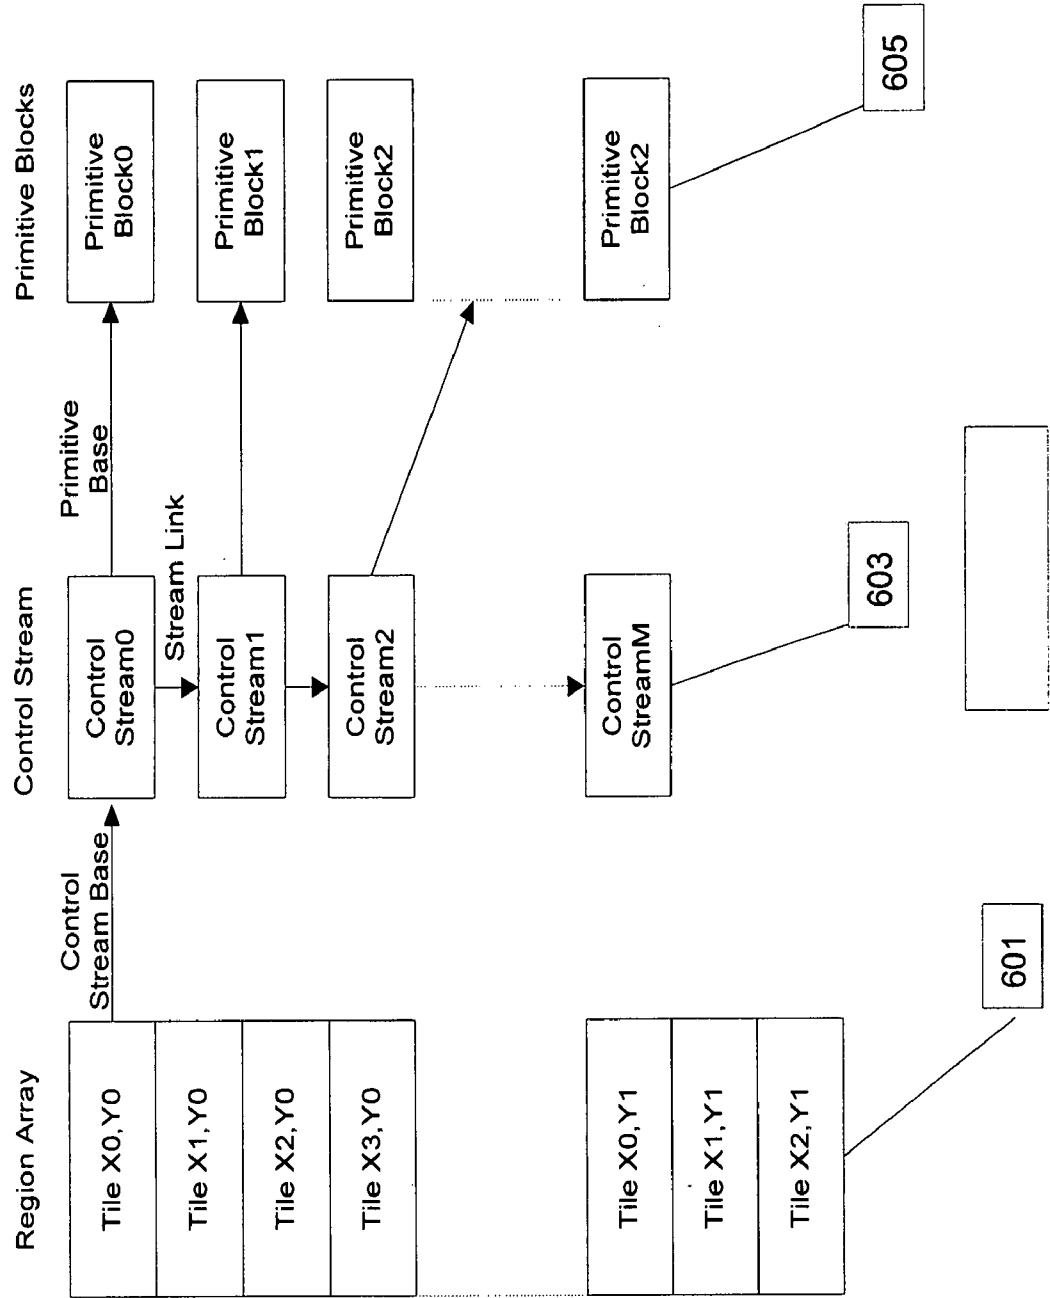 Region Array
Control Stream
Primitive Blocks
Tile X0,Y0
Tile X1,Y0
Tile X2,Y0
Tile X3,Y0
Tile X0,Y1
Tile X1,Y1
Tile X2,Y1
601
Control
Stream Base
Control
Stream0
Stream Link
Control
Stream1
Control
Stream2
Control
StreamM
603
Primitive
Base
Primitive
Block0
Primitive
Block1
Primitive
Block2
Primitive
Block2
605